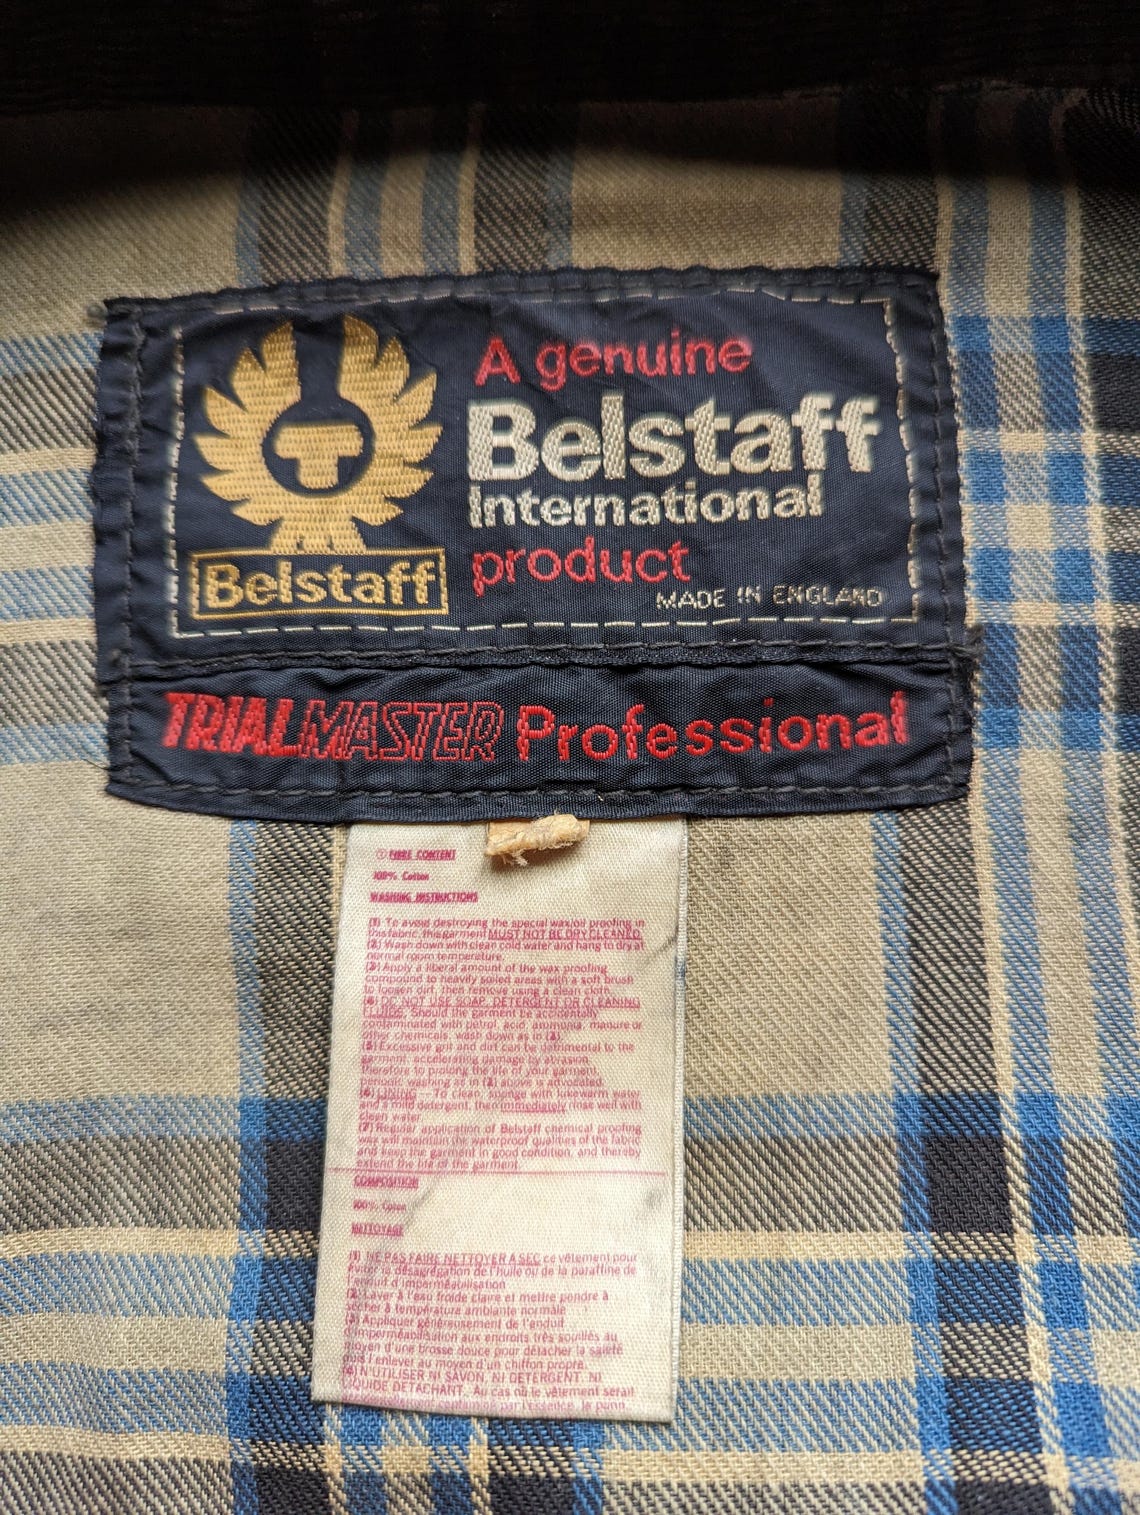 A genuine
Belstaff
International
product
MADE IN ENGLAND
Belstaff
TRIALMASTER Professional
FIBRE CONTENT
100% Cotton
WASHING INSTRUCTIONS
(1) To avoid destroying the special wax/oil proofing in
this fabric, this garment MUST NOT BE DRY CLEANED.
(2) Wash down with clean cold water and hang to dry at
normal room temperature.
(3) Apply a liberal amount of the wax proofing
compound to heavily soiled areas with a soft brush
to loosen dirt, then remove using a clean cloth.
(4) DO NOT USE SOAP, DETERGENT OR CLEANING
FLUIDS. Should the garment be accidentally
contaminated with petrol, acid, ammonia, manure or
other chemicals, wash down as in (2).
(5) Excessive grit and dirt can be detrimental to the
garment, accelerating damage by abrasion,
therefore to prolong the life of your garment,
periodic washing as in (2) above is advocated.
(6) LINING — To clean, sponge with lukewarm water
and a mild detergent, then immediately rinse well with
clean water.
(7) Regular application of Belstaff chemical proofing
wax will maintain the waterproof qualities of the fabric
and keep the garment in good condition, and thereby
extend the life of the garment.
COMPOSITION
100% Coton
NETTOYAGE
(1) NE PAS FAIRE NETTOYER A SEC ce vêtement pour
éviter la désagrégation de l'huile ou de la paraffine de
l'enduit d'imperméabilisation
(2) Laver à l'eau froide claire et mettre pendre à
sécher à température ambiante normale
(3) Appliquer généreusement de l'enduit
d'imperméabilisation aux endroits très souillés au
moyen d'une brosse douce pour détacher la saleté
puis l'enlever au moyen d'un chiffon propre.
(4) N'UTILISER NI SAVON, NI DETERGENT, NI
LIQUIDE DETACHANT. Au cas où le vêtement serait
contaminé par l'essence, le purin,